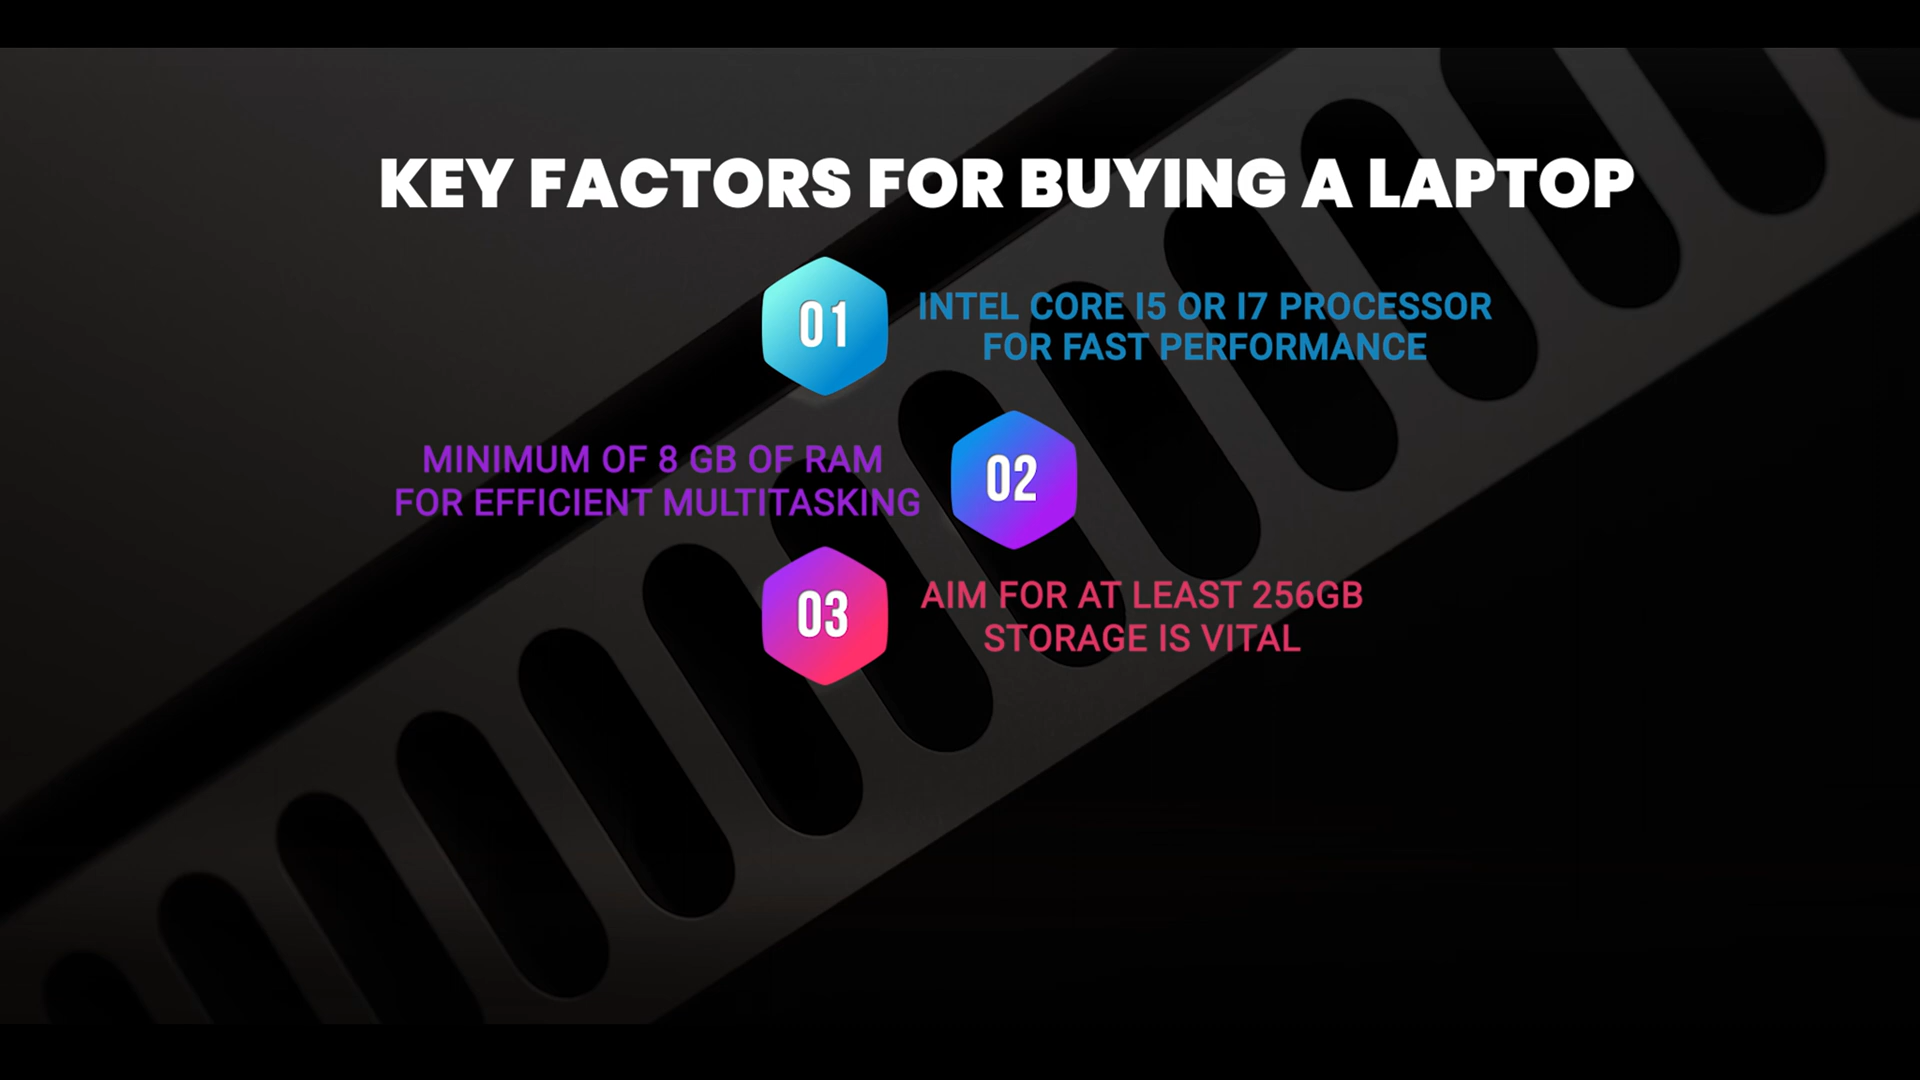 KEY FACTORS FOR BUYING A LAPTOP
01
INTEL CORE I5 OR I7 PROCESSOR
FOR FAST PERFORMANCE
MINIMUM OF 8 GB OF RAM
FOR EFFICIENT MULTITASKING
02
03
AIM FOR AT LEAST 256GB
STORAGE IS VITAL